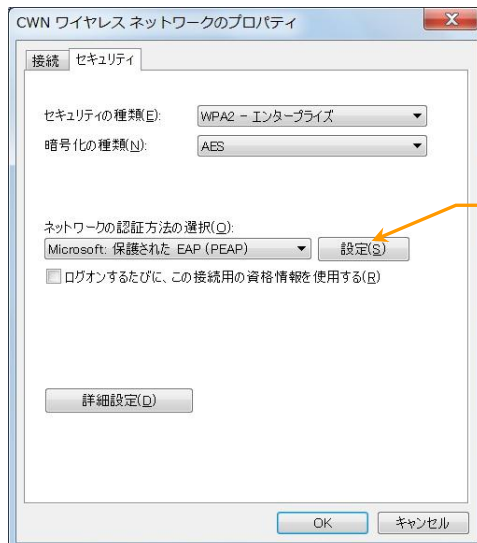 CWN ワイヤレス ネットワークのプロパティ
接続 セキュリティ
セキュリティの種類(E): WPA2 - エンタープライズ
暗号化の種類(N): AES
ネットワークの認証方法の選択(O):
Microsoft: 保護された EAP (PEAP) 設定(S)
ログオンするたびに、この接続用の資格情報を使用する(R)
詳細設定(D)
OK キャンセル